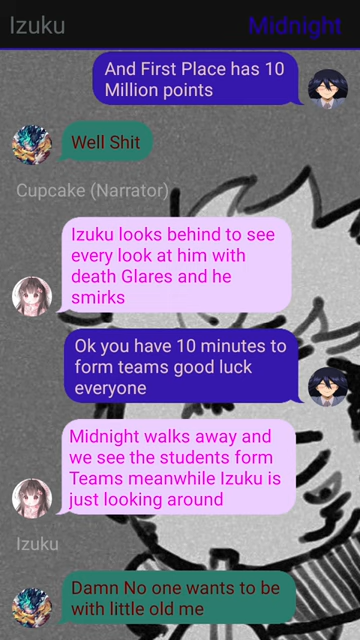 Izuku Midnight
And First Place has 10
Million points
Well Shit
Cupcake (Narrator)
Izuku looks behind to see
every look at him with
death Glares and he
smirks
Ok you have 10 minutes to
form teams good luck
everyone
Midnight walks away and
we see the students form
Teams meanwhile Izuku is
just looking around
Izuku
Damn No one wants to be
with little old me